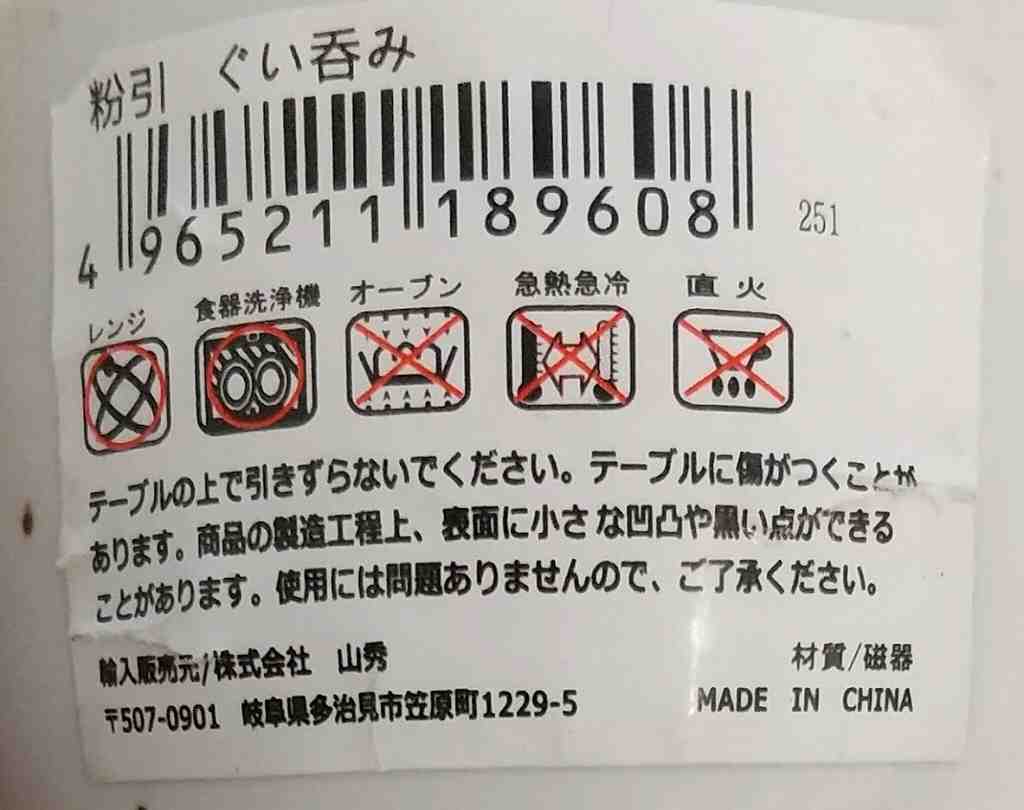 粉引　ぐい呑み
4 965211 189608
251
レンジ 食器洗浄機 オーブン 急熱急冷 直火
テーブルの上で引きずらないでください。テーブルに傷がつくことが
あります。商品の製造工程上、表面に小さな凹凸や黒い点ができる
ことがあります。使用には問題ありませんので、ご了承ください。
輸入販売元/株式会社　山秀
材質/磁器
〒507-0901　岐阜県多治見市笠原町1229-5
MADE IN CHINA